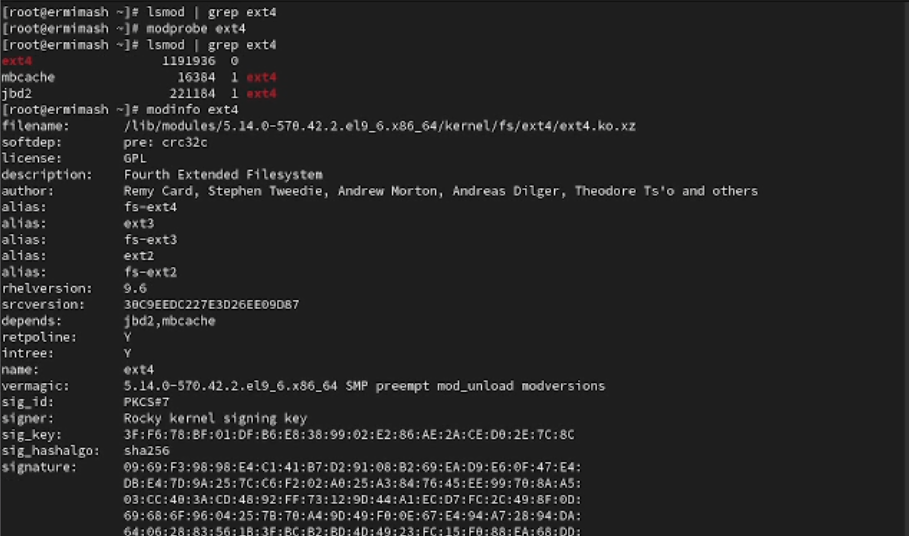 [root@ermimash ~]# lsmod | grep ext4
[root@ermimash ~]# modprobe ext4
[root@ermimash ~]# lsmod | grep ext4
ext4                 1191936  0
mbcache                16384  1 ext4
jbd2                  221184  1 ext4
[root@ermimash ~]# modinfo ext4
filename:       /lib/modules/5.14.0-570.42.2.el9_6.x86_64/kernel/fs/ext4/ext4.ko.xz
softdep:        pre: crc32c
license:        GPL
description:    Fourth Extended Filesystem
author:         Remy Card, Stephen Tweedie, Andrew Morton, Andreas Dilger, Theodore Ts'o and others
alias:          fs-ext4
alias:          ext3
alias:          fs-ext3
alias:          ext2
alias:          fs-ext2
rhelversion:    9.6
srcversion:     30C9EEDC227E3D26EE09D87
depends:        jbd2,mbcache
retpoline:      Y
intree:         Y
name:           ext4
vermagic:       5.14.0-570.42.2.el9_6.x86_64 SMP preempt mod_unload modversions
sig_id:         PKCS#7
signer:         Rocky kernel signing key
sig_key:        3F:F6:78:BF:01:DF:B6:E8:38:99:02:E2:86:AE:2A:CE:D0:2E:7C:8C
sig_hashalgo:   sha256
signature:      09:69:F3:98:98:E4:C1:41:B7:D2:91:08:B2:69:EA:D9:E6:0F:47:E4:
                DB:E4:7D:9A:25:7C:C6:F2:02:A0:25:A3:84:76:45:EE:99:70:8A:A5:
                03:CC:40:3A:CD:48:92:FF:73:12:9D:44:A1:EC:D7:FC:2C:49:8F:0D:
                69:68:6F:96:04:25:7B:70:A4:9D:49:F0:0E:67:E4:94:A7:28:94:DA:
                64:06:28:83:56:1B:3F:BC:B2:BD:4D:49:23:FC:15:F0:88:EA:68:DD: